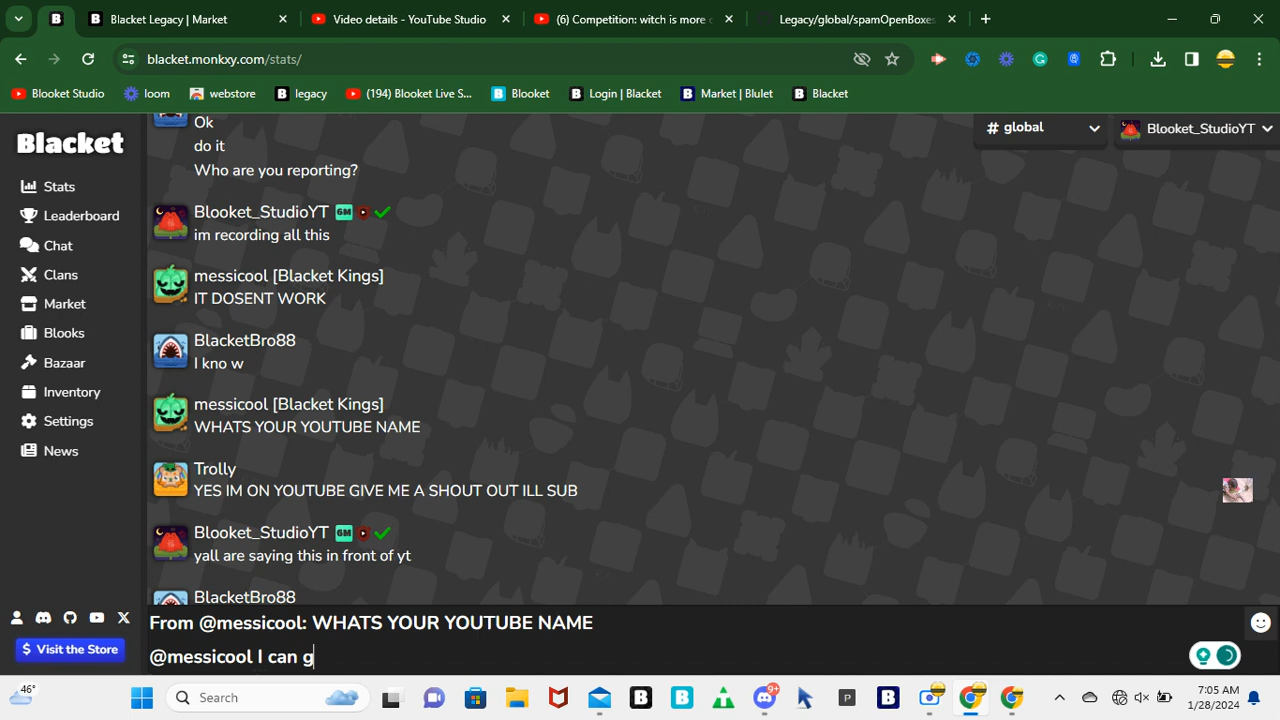 Blacket Legacy | Market
Video details - YouTube Studio
(6) Competition: witch is more c
Legacy/global/spamOpenBoxes
blacket.monkxy.com/stats/
Blooket Studio
loom
webstore
legacy
(194) Blooket Live S...
Blooket
Login | Blacket
Market | Blulet
Blacket
Blacket
Stats
Leaderboard
Chat
Clans
Market
Blooks
Bazaar
Inventory
Settings
News
$ Visit the Store
# global
Blooket_StudioYT
Ok
do it
Who are you reporting?
Blooket_StudioYT GM
im recording all this
messicool [Blacket Kings]
IT DOSENT WORK
BlacketBro88
I kno w
messicool [Blacket Kings]
WHATS YOUR YOUTUBE NAME
Trolly
YES IM ON YOUTUBE GIVE ME A SHOUT OUT ILL SUB
Blooket_StudioYT GM
yall are saying this in front of yt
BlacketBro88
From @messicool: WHATS YOUR YOUTUBE NAME
@messicool I can g
46°
Search
9+
7:05 AM
1/28/2024